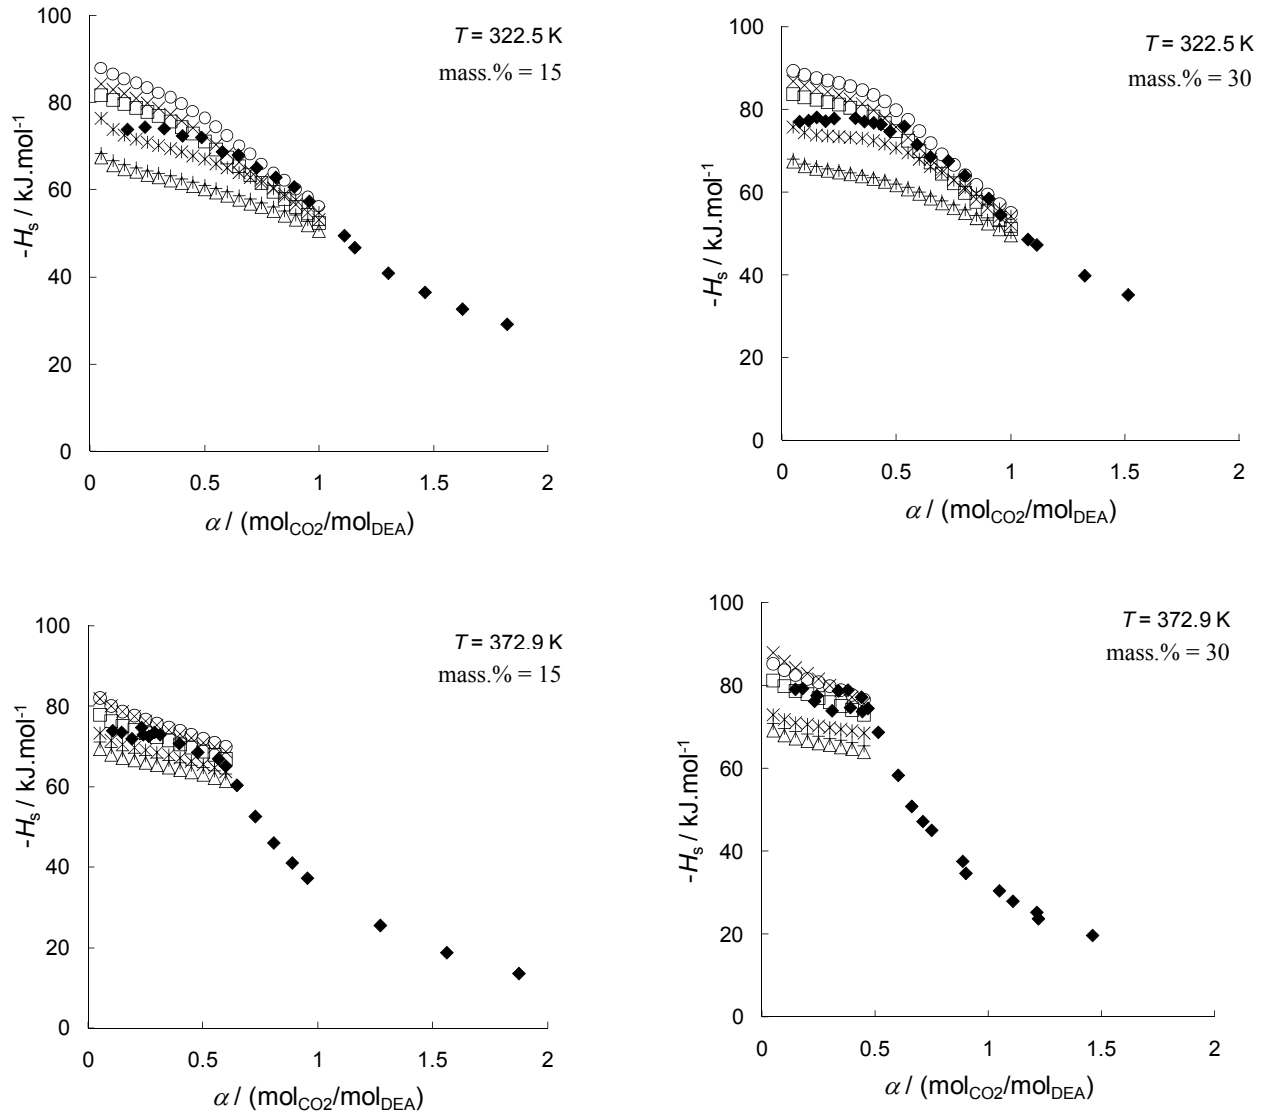 100
80
60
40
20
0
-Hs / kJ.mol-1
T = 322.5 K
mass.% = 15
0 0.5 1 1.5 2
α / (molCO2/molDEA)
100
80
60
40
20
0
-Hs / kJ.mol-1
T = 322.5 K
mass.% = 30
0 0.5 1 1.5 2
α / (molCO2/molDEA)
100
80
60
40
20
0
-Hs / kJ.mol-1
T = 372.9 K
mass.% = 15
0 0.5 1 1.5 2
α / (molCO2/molDEA)
100
80
60
40
20
0
-Hs / kJ.mol-1
T = 372.9 K
mass.% = 30
0 0.5 1 1.5 2
α / (molCO2/molDEA)